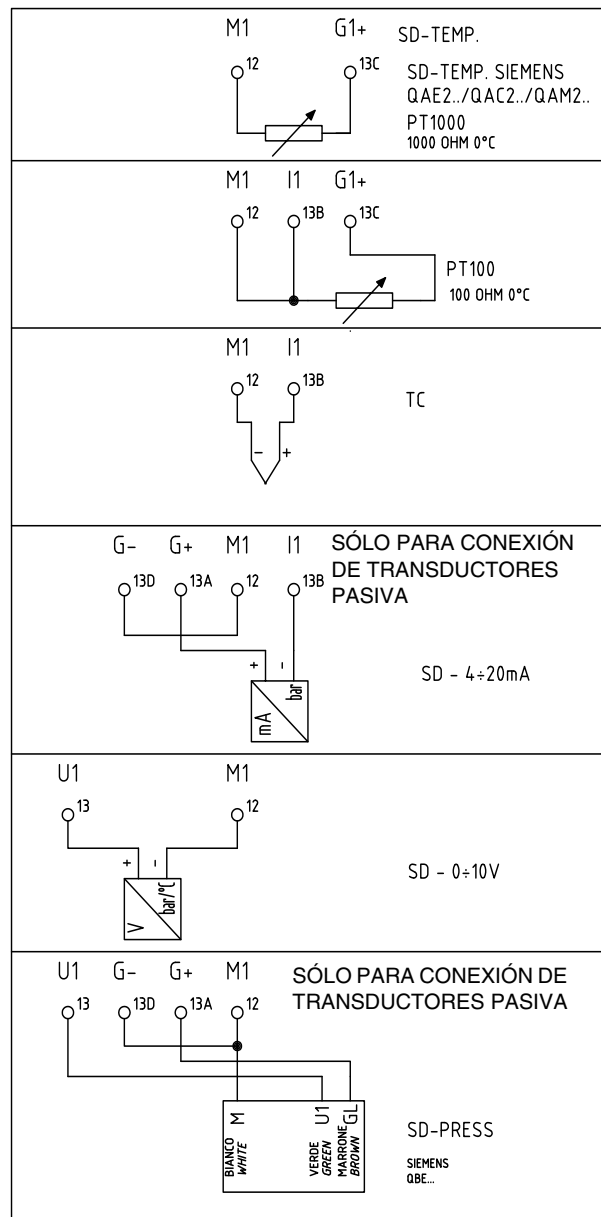 M1 G1+ SD-TEMP.
12 13C SD-TEMP. SIEMENS
QAE2../QAC2../QAM2..
PT1000
1000 OHM 0°C
M1 I1 G1+
12 13B 13C
PT100
100 OHM 0°C
M1 I1
12 13B
TC
- +
G- G+ M1 I1 SÓLO PARA CONEXIÓN
DE TRANSDUCTORES
13D 13A 12 13B PASIVA
+ -
mA bar
SD - 4÷20mA
U1 M1
13 12
+ -
V bar/°C
SD - 0÷10V
U1 G- G+ M1 SÓLO PARA CONEXIÓN DE
13 13D 13A 12 TRANSDUCTORES PASIVA
M U1 GL
BIANCO VERDE MARRONE
WHITE GREEN BROWN
SD-PRESS
SIEMENS
QBE...